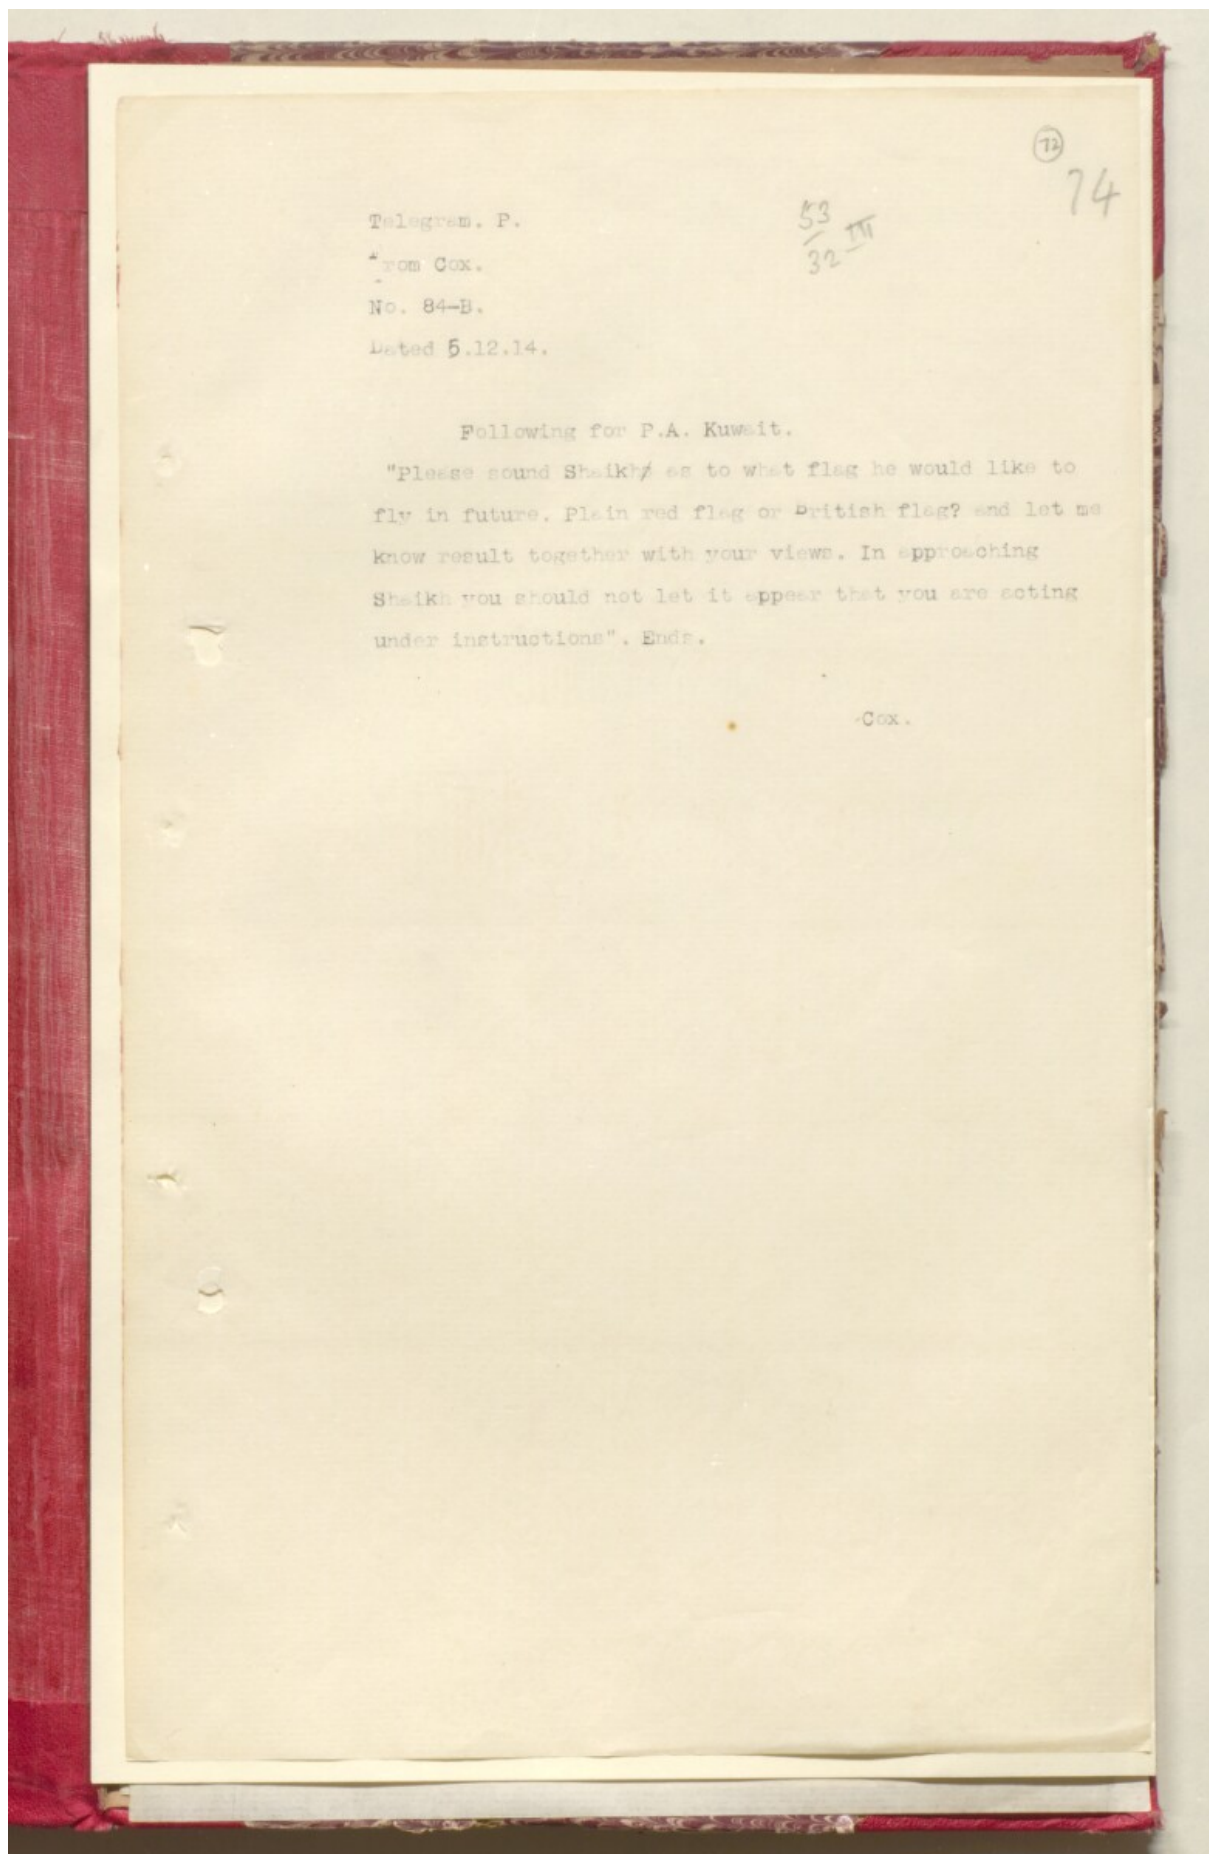 72
74
53
32 III
Telegram. P.
From Cox.
No. 84-B.
Dated 5.12.14.
Following for P.A. Kuwait.
"Please sound Shaikh as to what flag he would like to
fly in future. Plain red flag or British flag? and let me
know result together with your views. In approaching
Shaikh you should not let it appear that you are acting
under instructions". Ends.
-Cox.